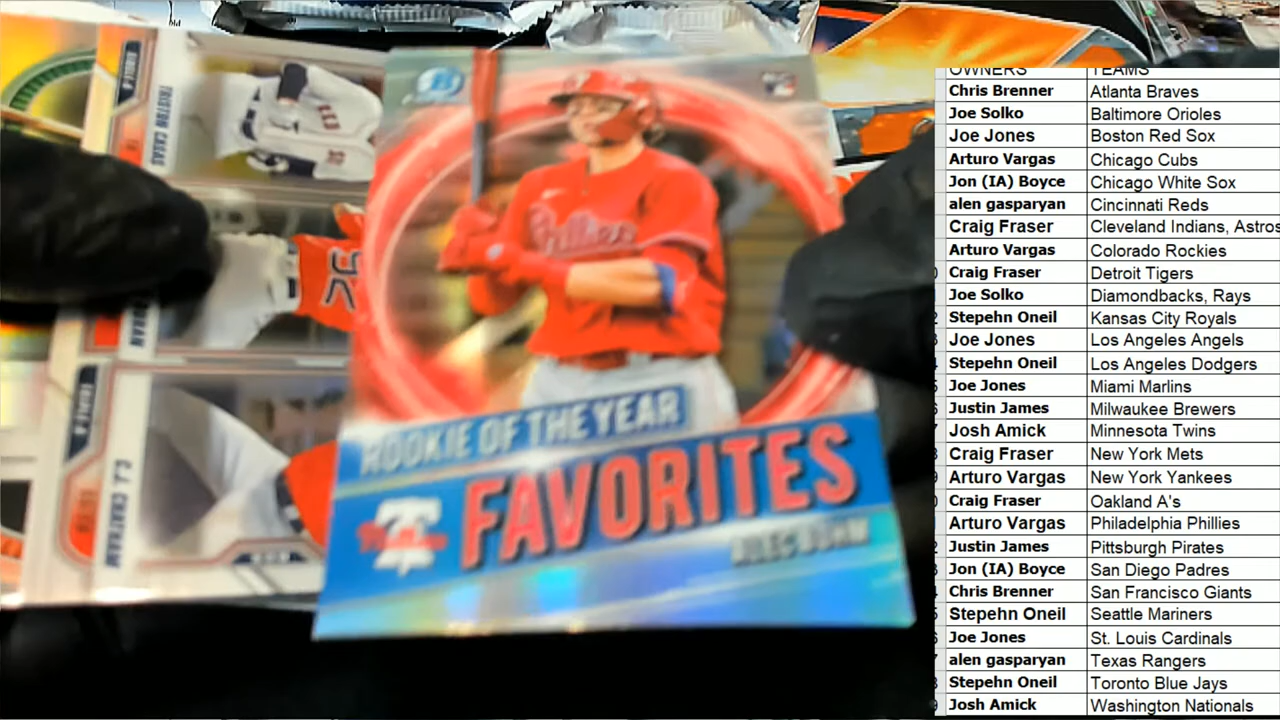 TRISTON CASAS
C.J. CHATHAM
Phillies
ROOKIE OF THE YEAR
FAVORITES
ALEC BOHM
OWNERS TEAMS
Chris Brenner Atlanta Braves
Joe Solko Baltimore Orioles
Joe Jones Boston Red Sox
Arturo Vargas Chicago Cubs
Jon (IA) Boyce Chicago White Sox
alen gasparyan Cincinnati Reds
Craig Fraser Cleveland Indians, Astros
Arturo Vargas Colorado Rockies
Craig Fraser Detroit Tigers
Joe Solko Diamondbacks, Rays
Stepehn Oneil Kansas City Royals
Joe Jones Los Angeles Angels
Stepehn Oneil Los Angeles Dodgers
Joe Jones Miami Marlins
Justin James Milwaukee Brewers
Josh Amick Minnesota Twins
Craig Fraser New York Mets
Arturo Vargas New York Yankees
Craig Fraser Oakland A's
Arturo Vargas Philadelphia Phillies
Justin James Pittsburgh Pirates
Jon (IA) Boyce San Diego Padres
Chris Brenner San Francisco Giants
Stepehn Oneil Seattle Mariners
Joe Jones St. Louis Cardinals
alen gasparyan Texas Rangers
Stepehn Oneil Toronto Blue Jays
Josh Amick Washington Nationals